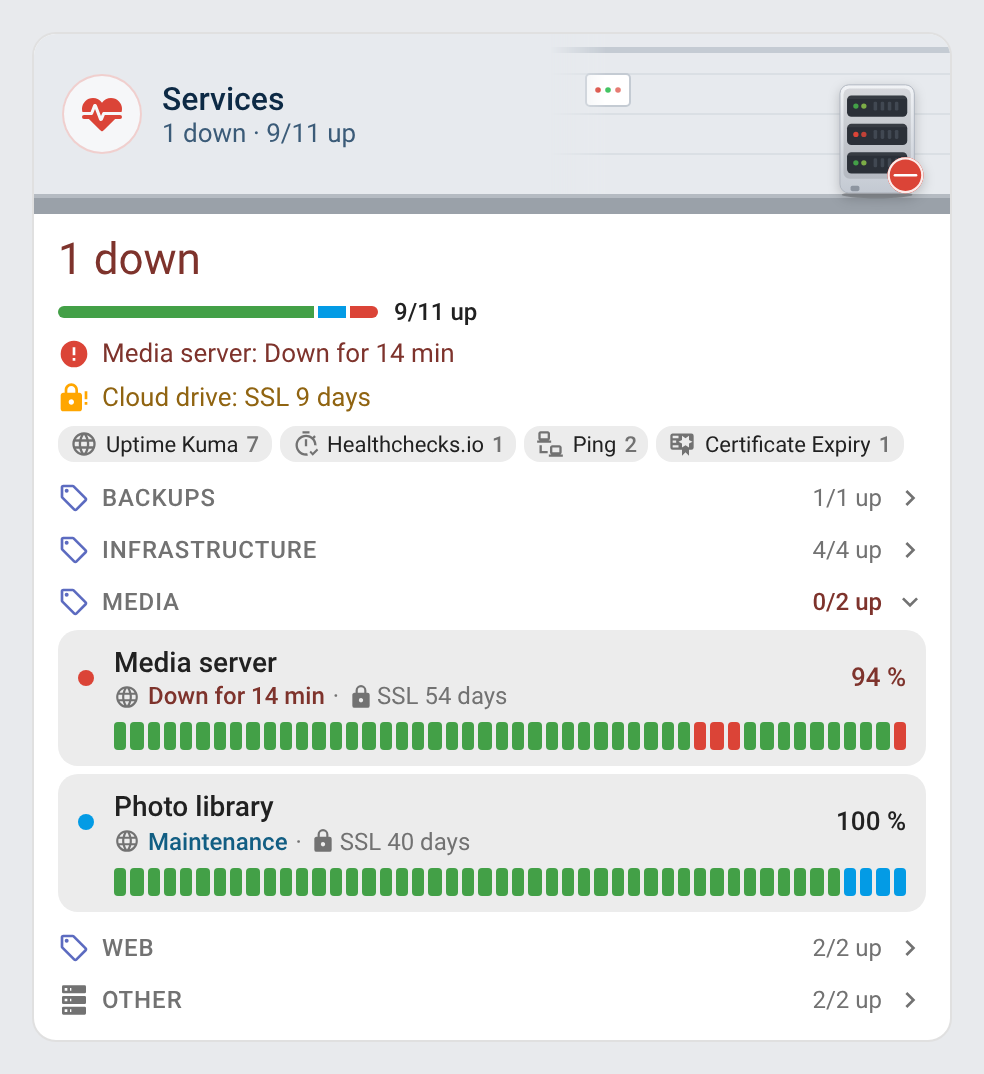 Services
1 down · 9/11 up
1 down
9/11 up
Media server: Down for 14 min
Cloud drive: SSL 9 days
Uptime Kuma 7 Healthchecks.io 1 Ping 2 Certificate Expiry 1
BACKUPS 1/1 up
INFRASTRUCTURE 4/4 up
MEDIA 0/2 up
Media server
94 %
Down for 14 min · SSL 54 days
Photo library
100 %
Maintenance · SSL 40 days
WEB 2/2 up
OTHER 2/2 up